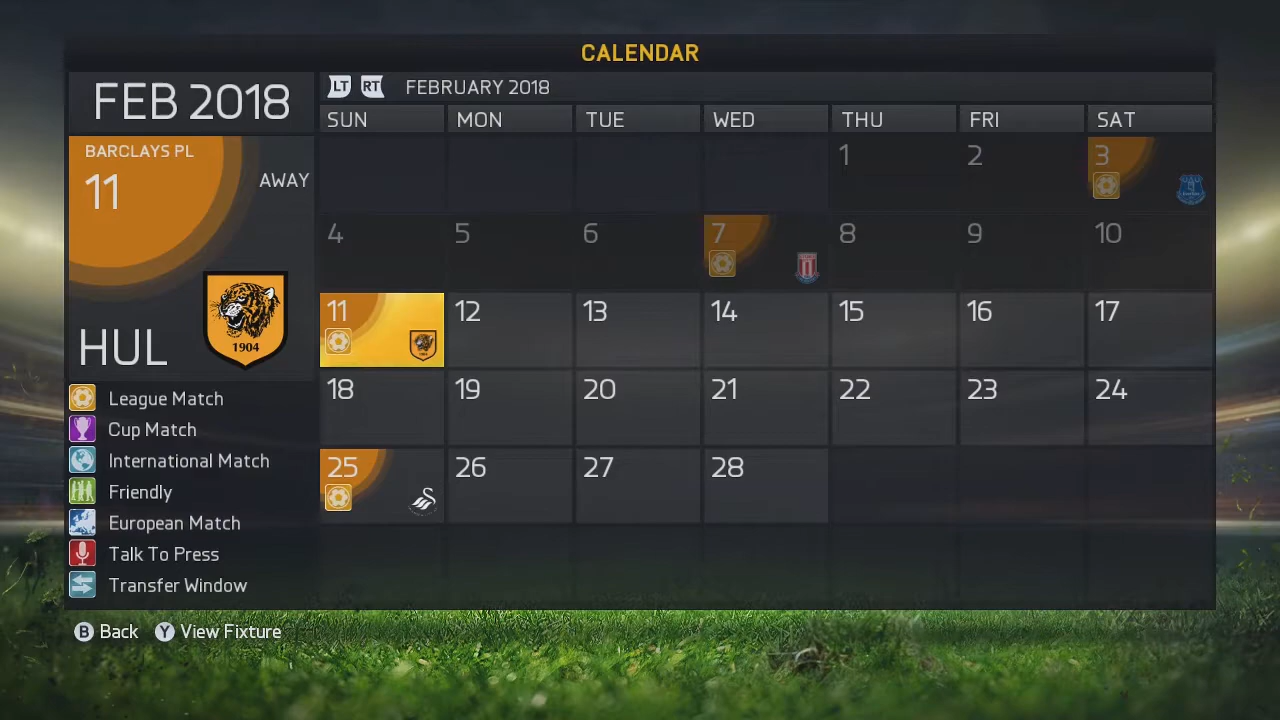 CALENDAR
FEB 2018
LT RT FEBRUARY 2018
SUN MON TUE WED THU FRI SAT
BARCLAYS PL
11
AWAY
HUL
1904
1 2 3
4 5 6 7 8 9 10
11 12 13 14 15 16 17
1904
18 19 20 21 22 23 24
25 26 27 28
League Match
Cup Match
International Match
Friendly
European Match
Talk To Press
Transfer Window
B Back Y View Fixture